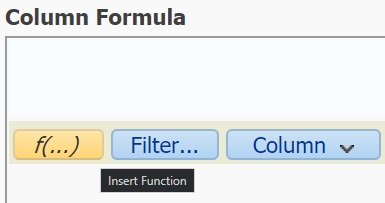 Column Formula
f(...) Filter... Column
Insert Function